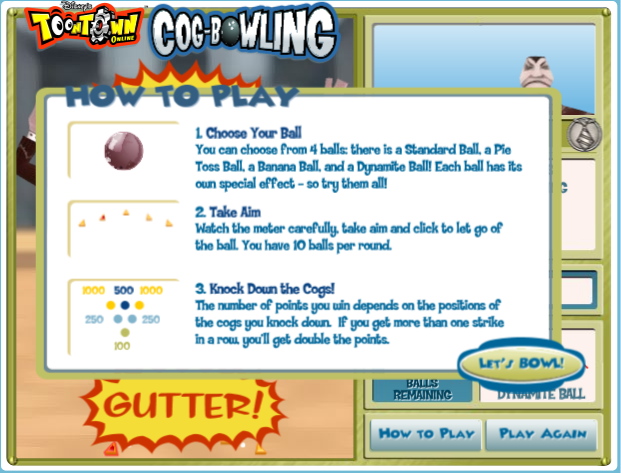 Disney's
TOONTOWN
ONLINE
COG-BOWLING
HOW TO PLAY
1. Choose Your Ball
You can choose from 4 balls: there is a Standard Ball, a Pie
Toss Ball, a Banana Ball, and a Dynamite Ball! Each ball has its
own special effect - so try them all!
2. Take Aim
Watch the meter carefully, take aim and click to let go of
the ball. You have 10 balls per round.
1000 500 1000
250 250
100
3. Knock Down the Cogs!
The number of points you win depends on the positions of
the cogs you knock down. If you get more than one strike
in a row, you'll get double the points.
LET'S BOWL!
GUTTER!
BALLS
REMAINING
DYNAMITE BALL
HOW TO PLAY
PLAY AGAIN